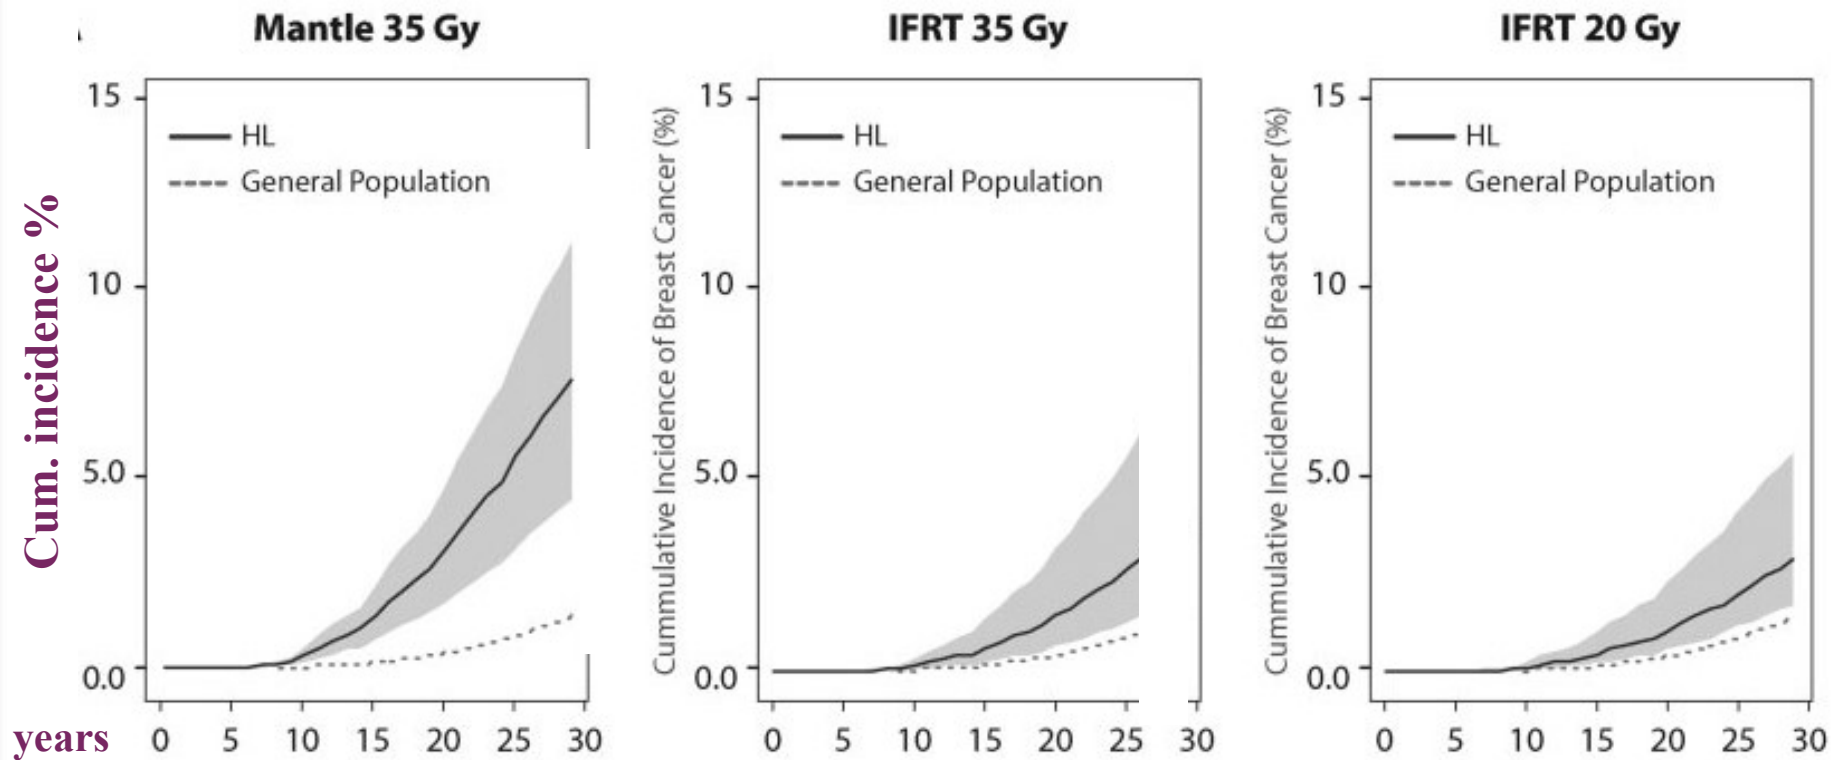 Mantle 35 Gy
Cum. incidence %
15
10
5.0
0.0
HL
General Population
years
0 5 10 15 20 25 30
IFRT 35 Gy
Cummulative Incidence of Breast Cancer (%)
15
10
5.0
0.0
HL
General Population
0 5 10 15 20 25 30
IFRT 20 Gy
Cummulative Incidence of Breast Cancer (%)
15
10
5.0
0.0
HL
General Population
0 5 10 15 20 25 30